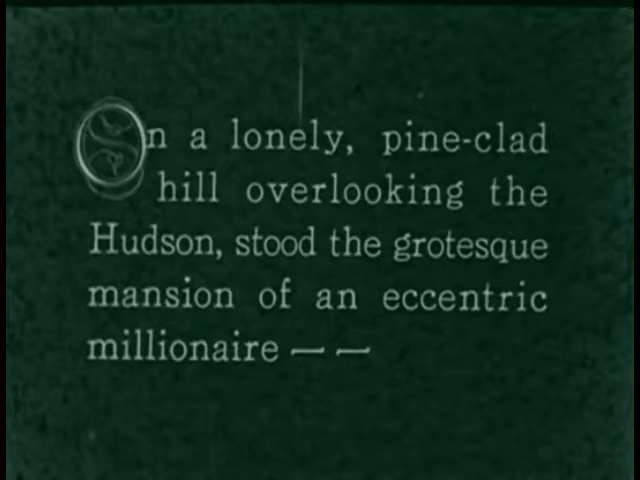 On a lonely, pine-clad
hill overlooking the
Hudson, stood the grotesque
mansion of an eccentric
millionaire — —